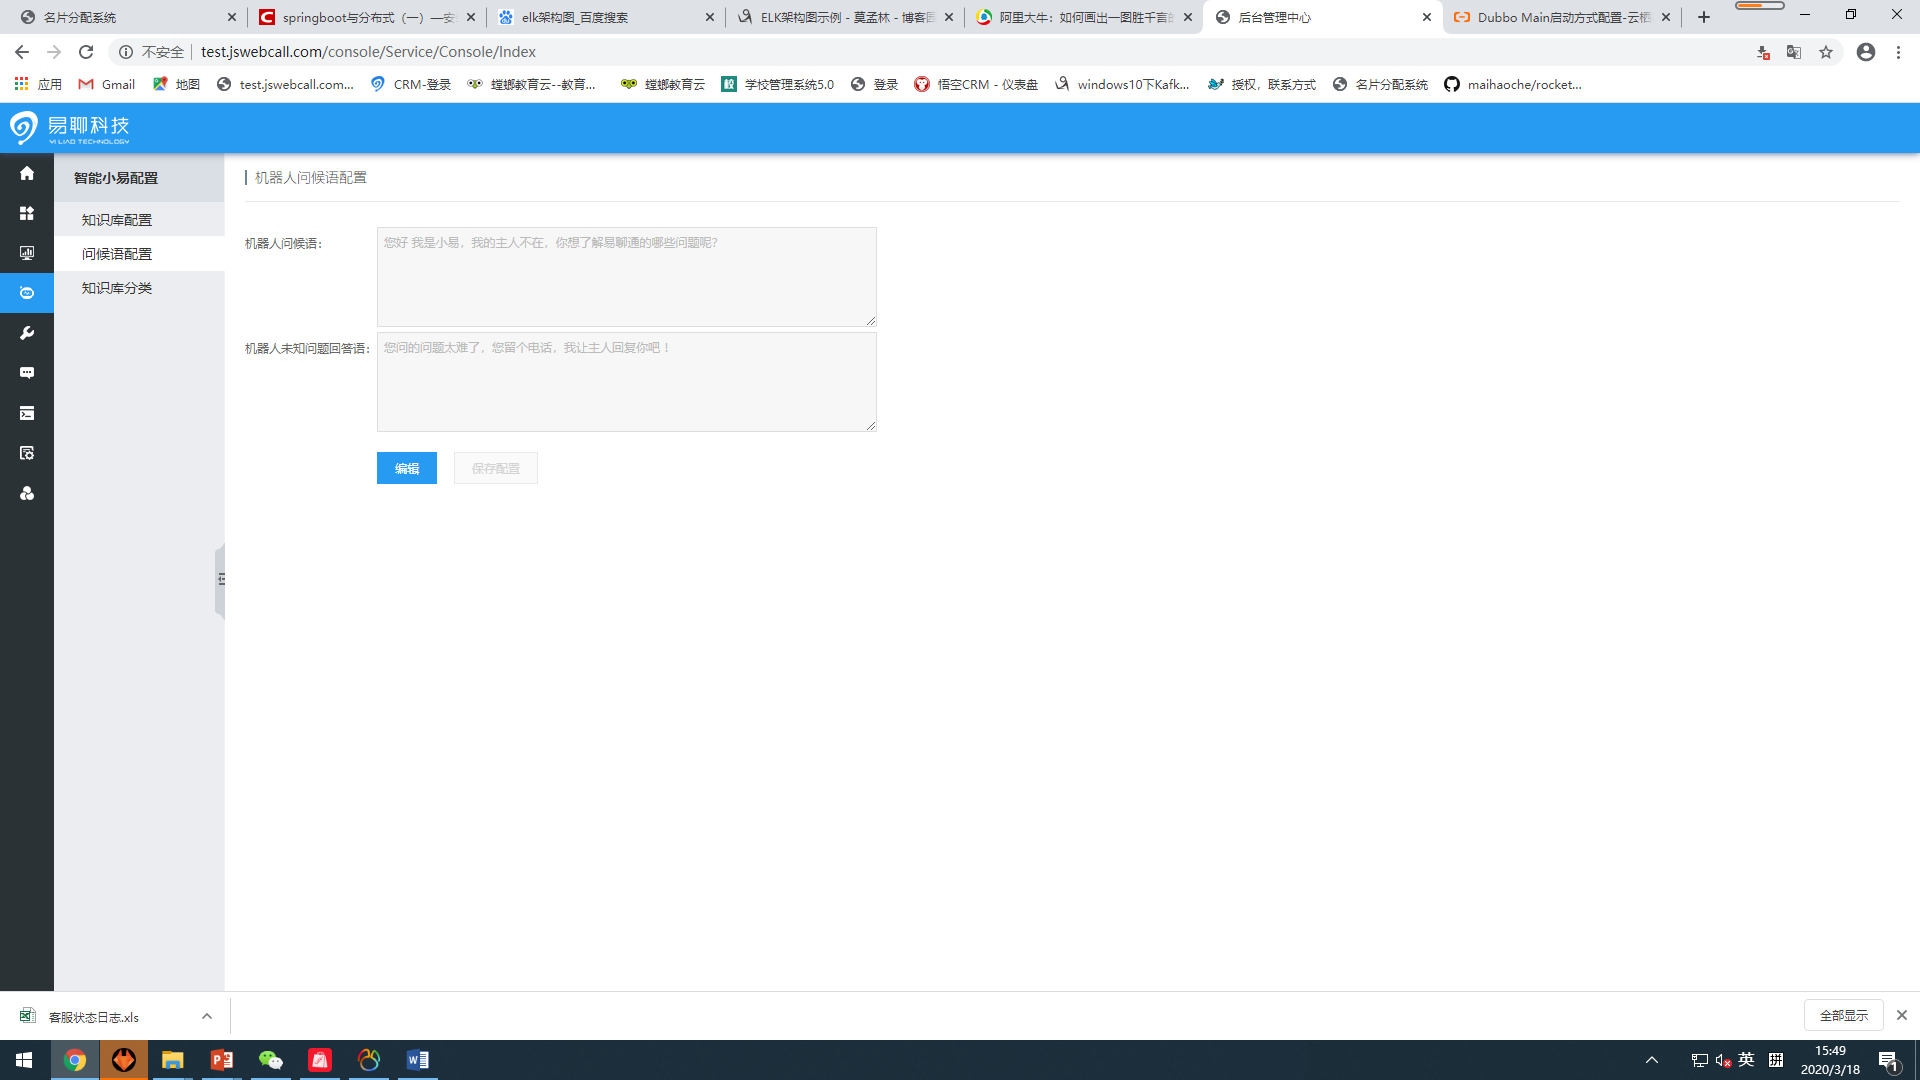 名片分配系统
springboot与分布式（一）—安
elk架构图_百度搜索
ELK架构图示例 - 莫孟林 - 博客园
阿里大牛：如何画出一图胜千言的
后台管理中心
Dubbo Main启动方式配置-云栖
不安全
test.jswebcall.com/console/Service/Console/Index
应用
Gmail
地图
test.jswebcall.com...
CRM-登录
螳螂教育云--教育...
螳螂教育云
学校管理系统5.0
登录
悟空CRM - 仪表盘
windows10下Kafk...
授权，联系方式
名片分配系统
maihaoche/rocket...
易聊科技
YI LIAO TECHNOLOGY
智能小易配置
知识库配置
问候语配置
知识库分类
机器人问候语配置
机器人问候语：
您好 我是小易，我的主人不在，你想了解易聊通的哪些问题呢?
机器人未知问题回答语：
您问的问题太难了，您留个电话，我让主人回复你吧！
编辑
保存配置
客服状态日志.xls
全部显示
英
拼
15:49
2020/3/18
1